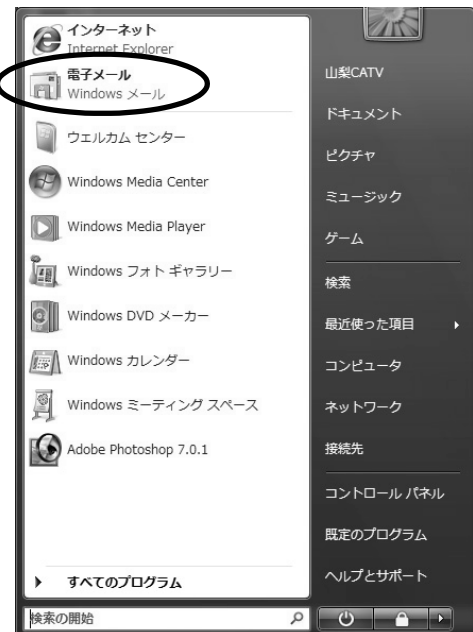 インターネット
Internet Explorer
電子メール
Windows メール
ウェルカム センター
Windows Media Center
Windows Media Player
Windows フォト ギャラリー
Windows DVD メーカー
Windows カレンダー
Windows ミーティング スペース
Adobe Photoshop 7.0.1
すべてのプログラム
検索の開始
山梨CATV
ドキュメント
ピクチャ
ミュージック
ゲーム
検索
最近使った項目
コンピュータ
ネットワーク
接続先
コントロール パネル
既定のプログラム
ヘルプとサポート